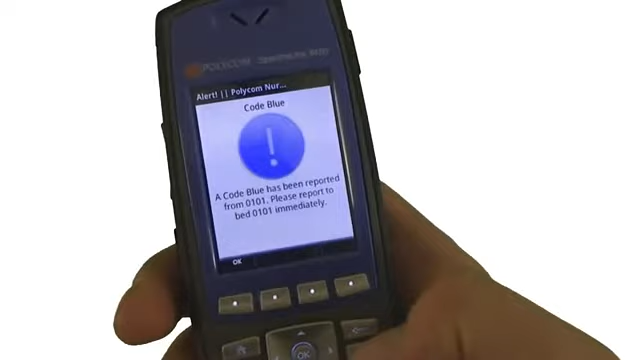 POLYCOM
Alert! || Polycom Nur...
Code Blue
!
A Code Blue has been reported
from 0101. Please report to
bed 0101 immediately.
OK
OK